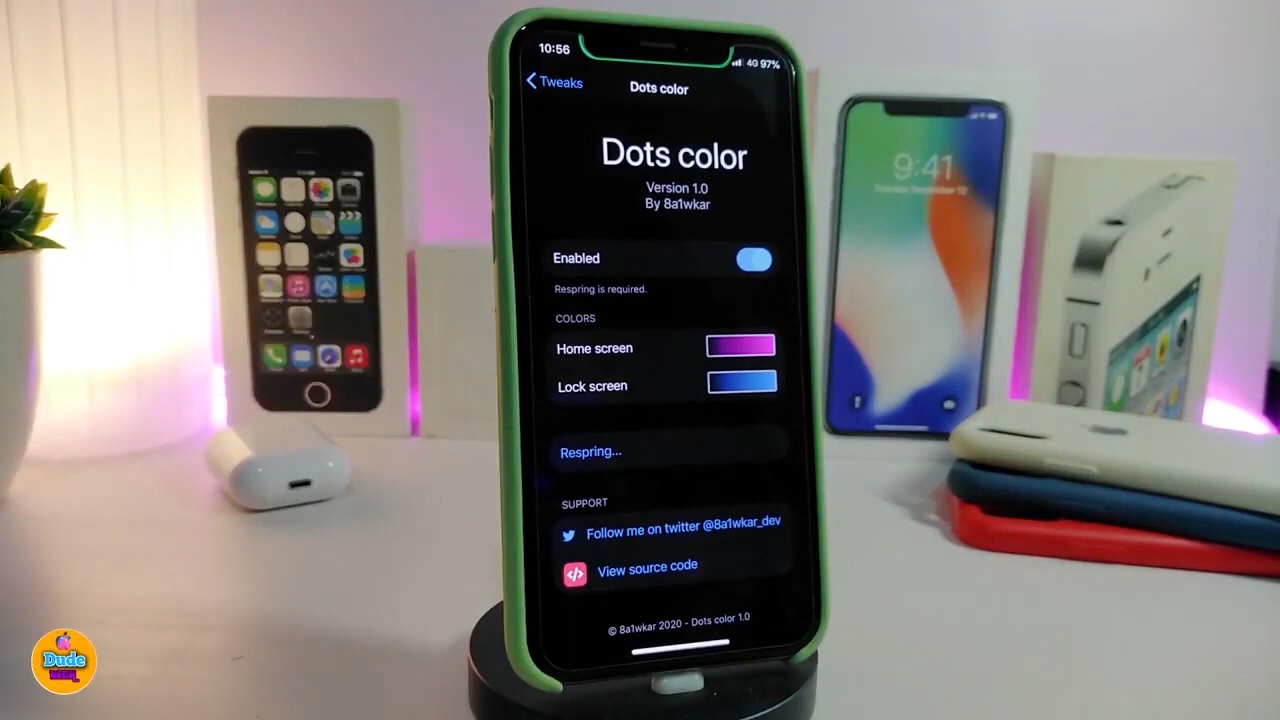 10:56
4G 97%
Tweaks
Dots color
Dots color
Version 1.0
By 8a1wkar
Enabled
Respring is required.
COLORS
Home screen
Lock screen
Respring...
SUPPORT
Follow me on twitter @8a1wkar_dev
View source code
© 8a1wkar 2020 - Dots color 1.0
9:41
Dude